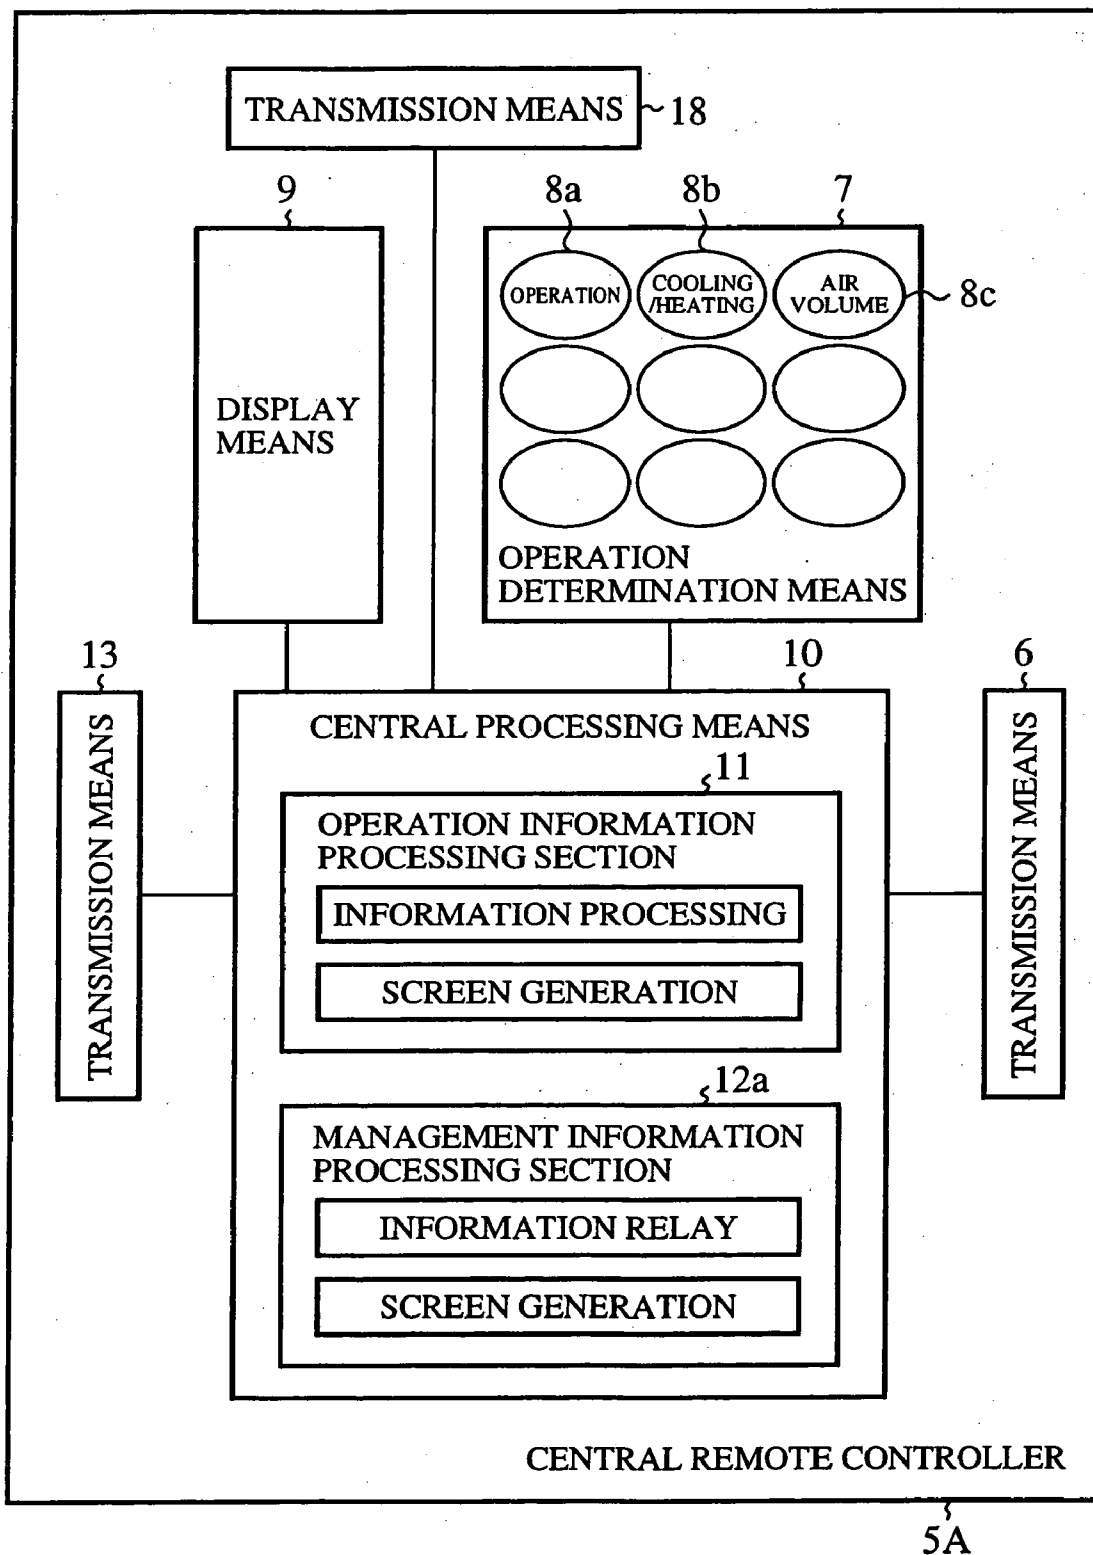 TRANSMISSION MEANS
18
9
8a
8b
7
OPERATION
COOLING
/HEATING
AIR
VOLUME
8c
DISPLAY
MEANS
OPERATION
DETERMINATION MEANS
13
10
6
TRANSMISSION MEANS
CENTRAL PROCESSING MEANS
TRANSMISSION MEANS
11
OPERATION INFORMATION
PROCESSING SECTION
INFORMATION PROCESSING
SCREEN GENERATION
12a
MANAGEMENT INFORMATION
PROCESSING SECTION
INFORMATION RELAY
SCREEN GENERATION
CENTRAL REMOTE CONTROLLER
5A